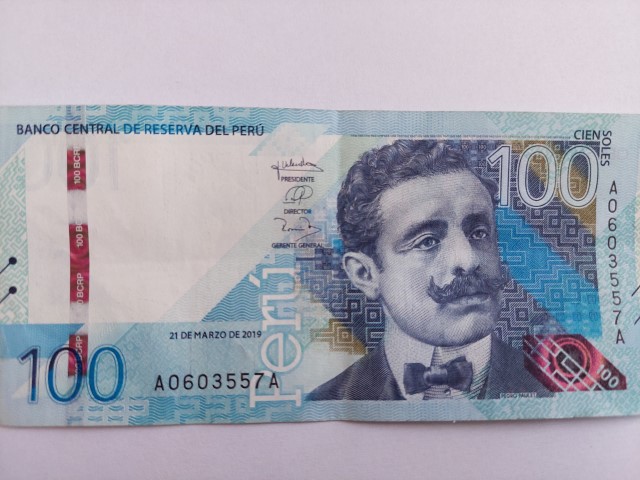 BANCO CENTRAL DE RESERVA DEL PERÚ
100
BCRP 100 BCRP 100 BCRP 100 BCR
21 DE MARZO DE 2019
A0603557A
Perú
PRESIDENTE
DIRECTOR
GERENTE GENERAL
100
CIEN
SOLES
A0603557A
100